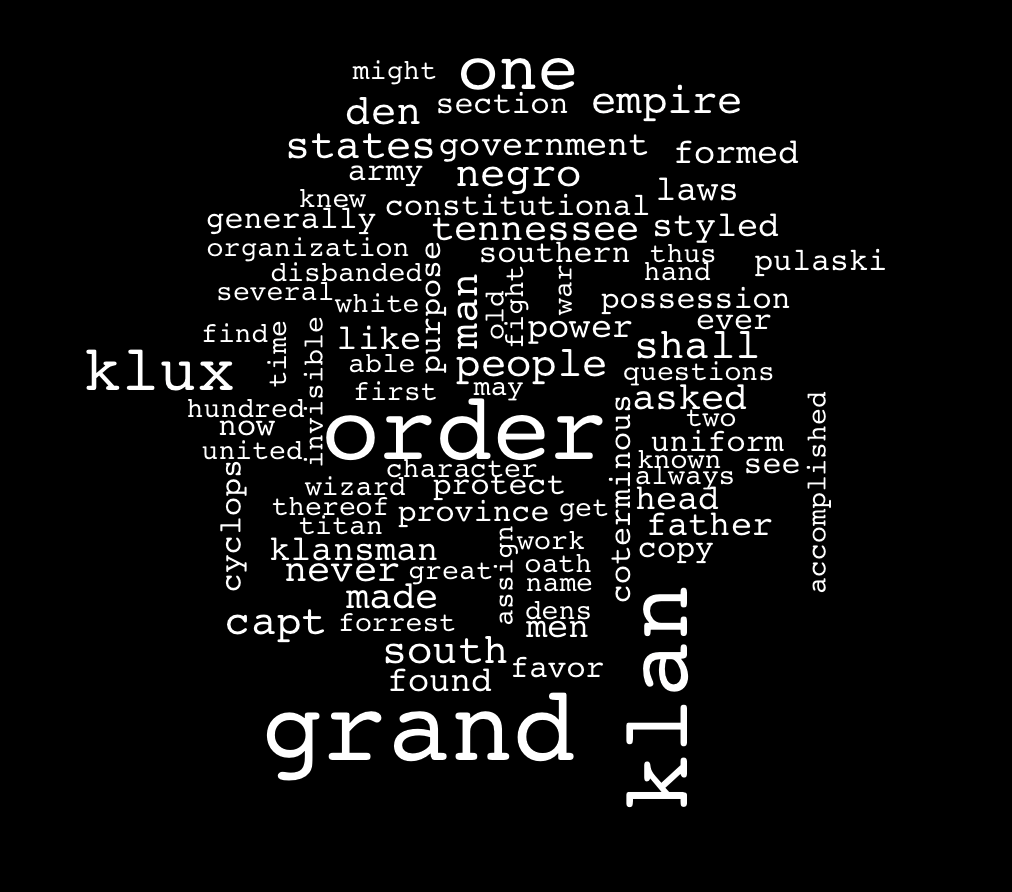 might
one
den
section
empire
states
government
formed
army
negro
laws
knew
constitutional
generally
tennessee
styled
organization
southern
thus
pulaski
disbanded
purpose
man
old
fight
war
hand
several
white
possession
finde
time
invisible
like
power
ever
able
people
shall
first
may
questions
klux
hundred
order
asked
now
two
united
coterminous
uniform
accomplished
character
known
see
cyclops
wizard
protect
always
thereof
province
get
head
titan
father
klansman
assign
work
copy
never
great
oath
name
made
dens
capt
forrest
men
south
favor
found
grand
klan